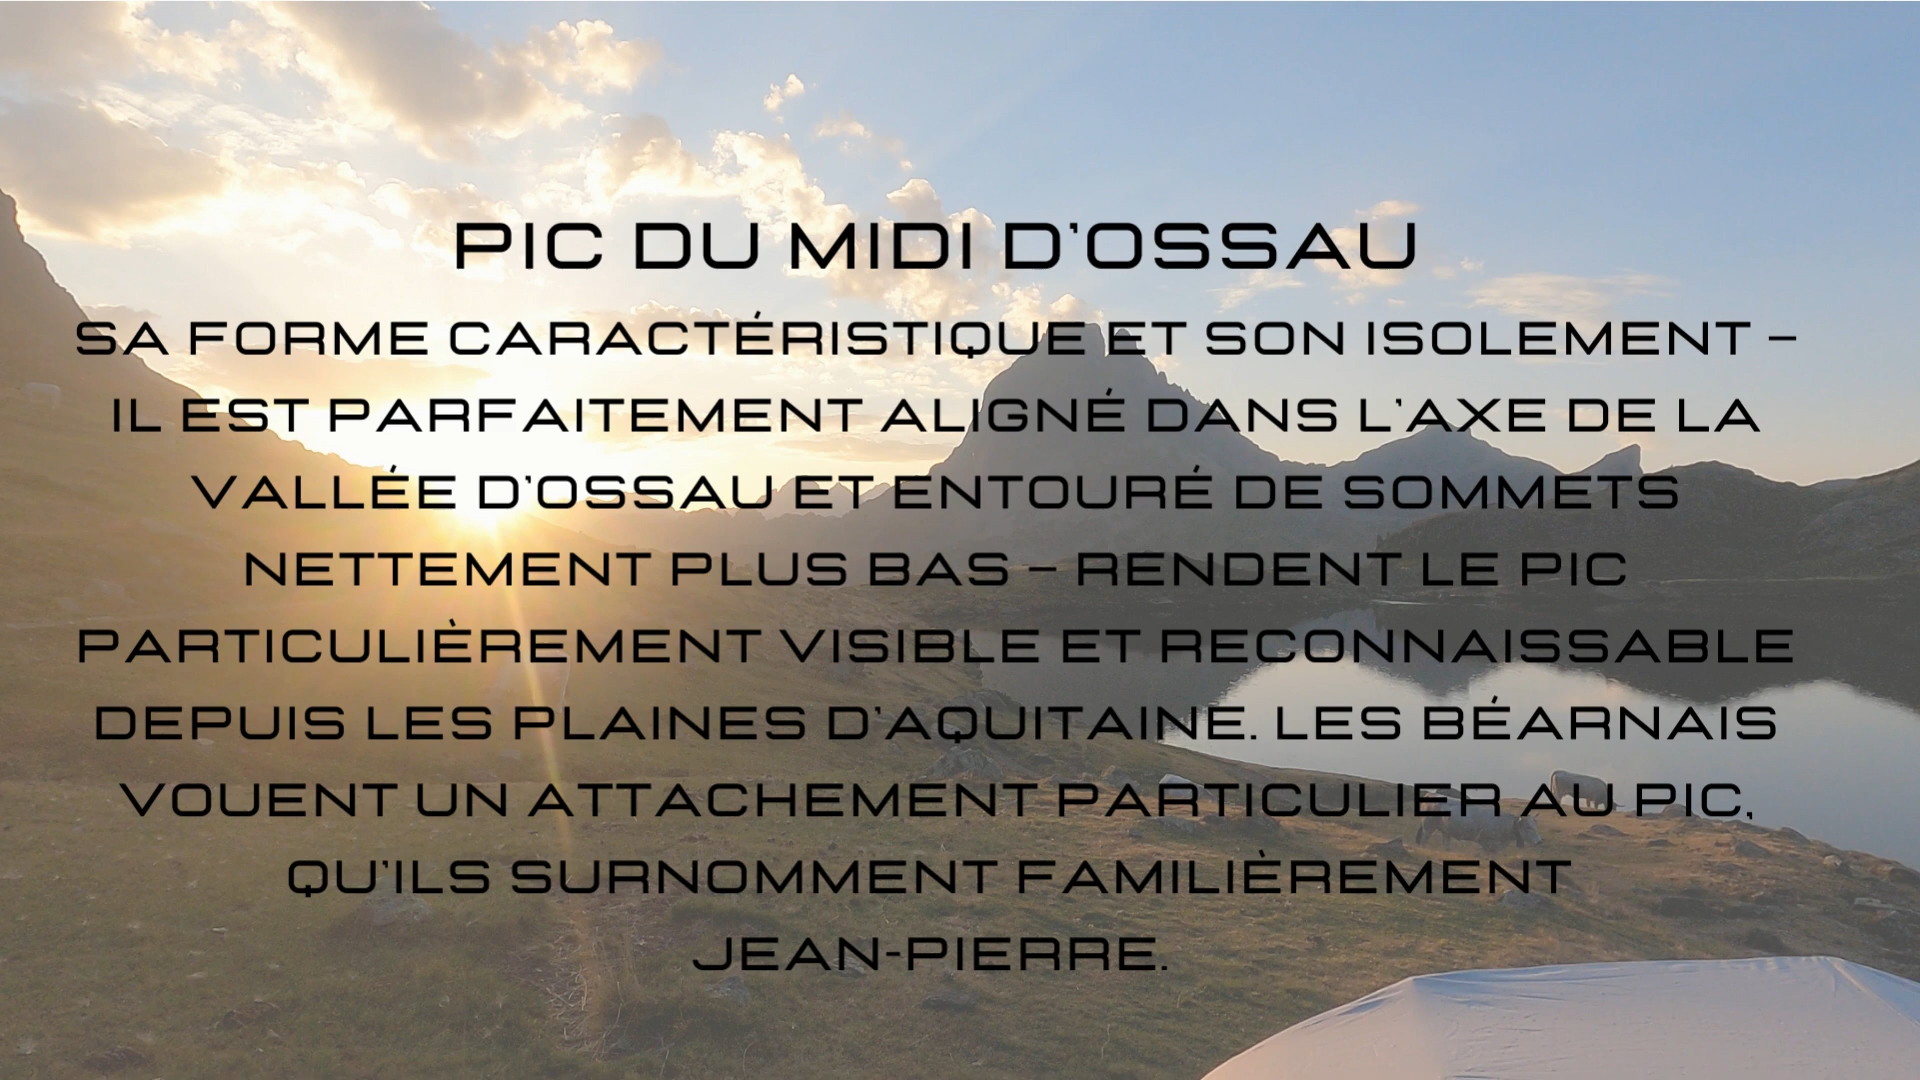 PIC DU MIDI D'OSSAU
SA FORME CARACTÉRISTIQUE ET SON ISOLEMENT –
IL EST PARFAITEMENT ALIGNÉ DANS L'AXE DE LA
VALLÉE D'OSSAU ET ENTOURÉ DE SOMMETS
NETTEMENT PLUS BAS – RENDENT LE PIC
PARTICULIÈREMENT VISIBLE ET RECONNAISSABLE
DEPUIS LES PLAINES D'AQUITAINE. LES BÉARNAIS
VOUENT UN ATTACHEMENT PARTICULIER AU PIC,
QU'ILS SURNOMMENT FAMILIÈREMENT
JEAN-PIERRE.